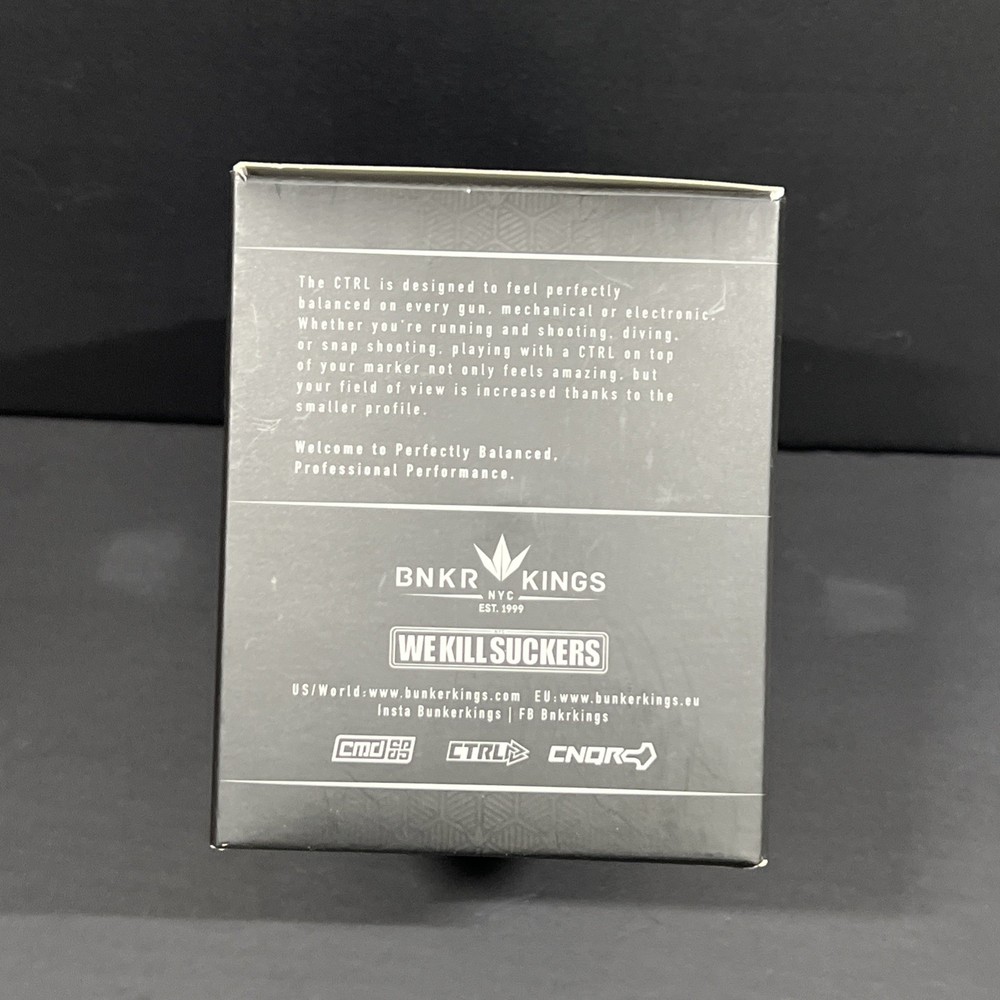 The CTRL is designed to feel perfectly
balanced on every gun, mechanical or electronic.
Whether you're running and shooting, diving,
or snap shooting, playing with a CTRL on top
of your marker not only feels amazing, but
your field of view is increased thanks to the
smaller profile.
Welcome to Perfectly Balanced,
Professional Performance.
BNKR KINGS
NYC
EST. 1999
WE KILL SUCKERS
US/World:www.bunkerkings.com EU:www.bunkerkings.eu
Insta Bunkerkings | FB Bnkrkings
cmd CTRL CNQR